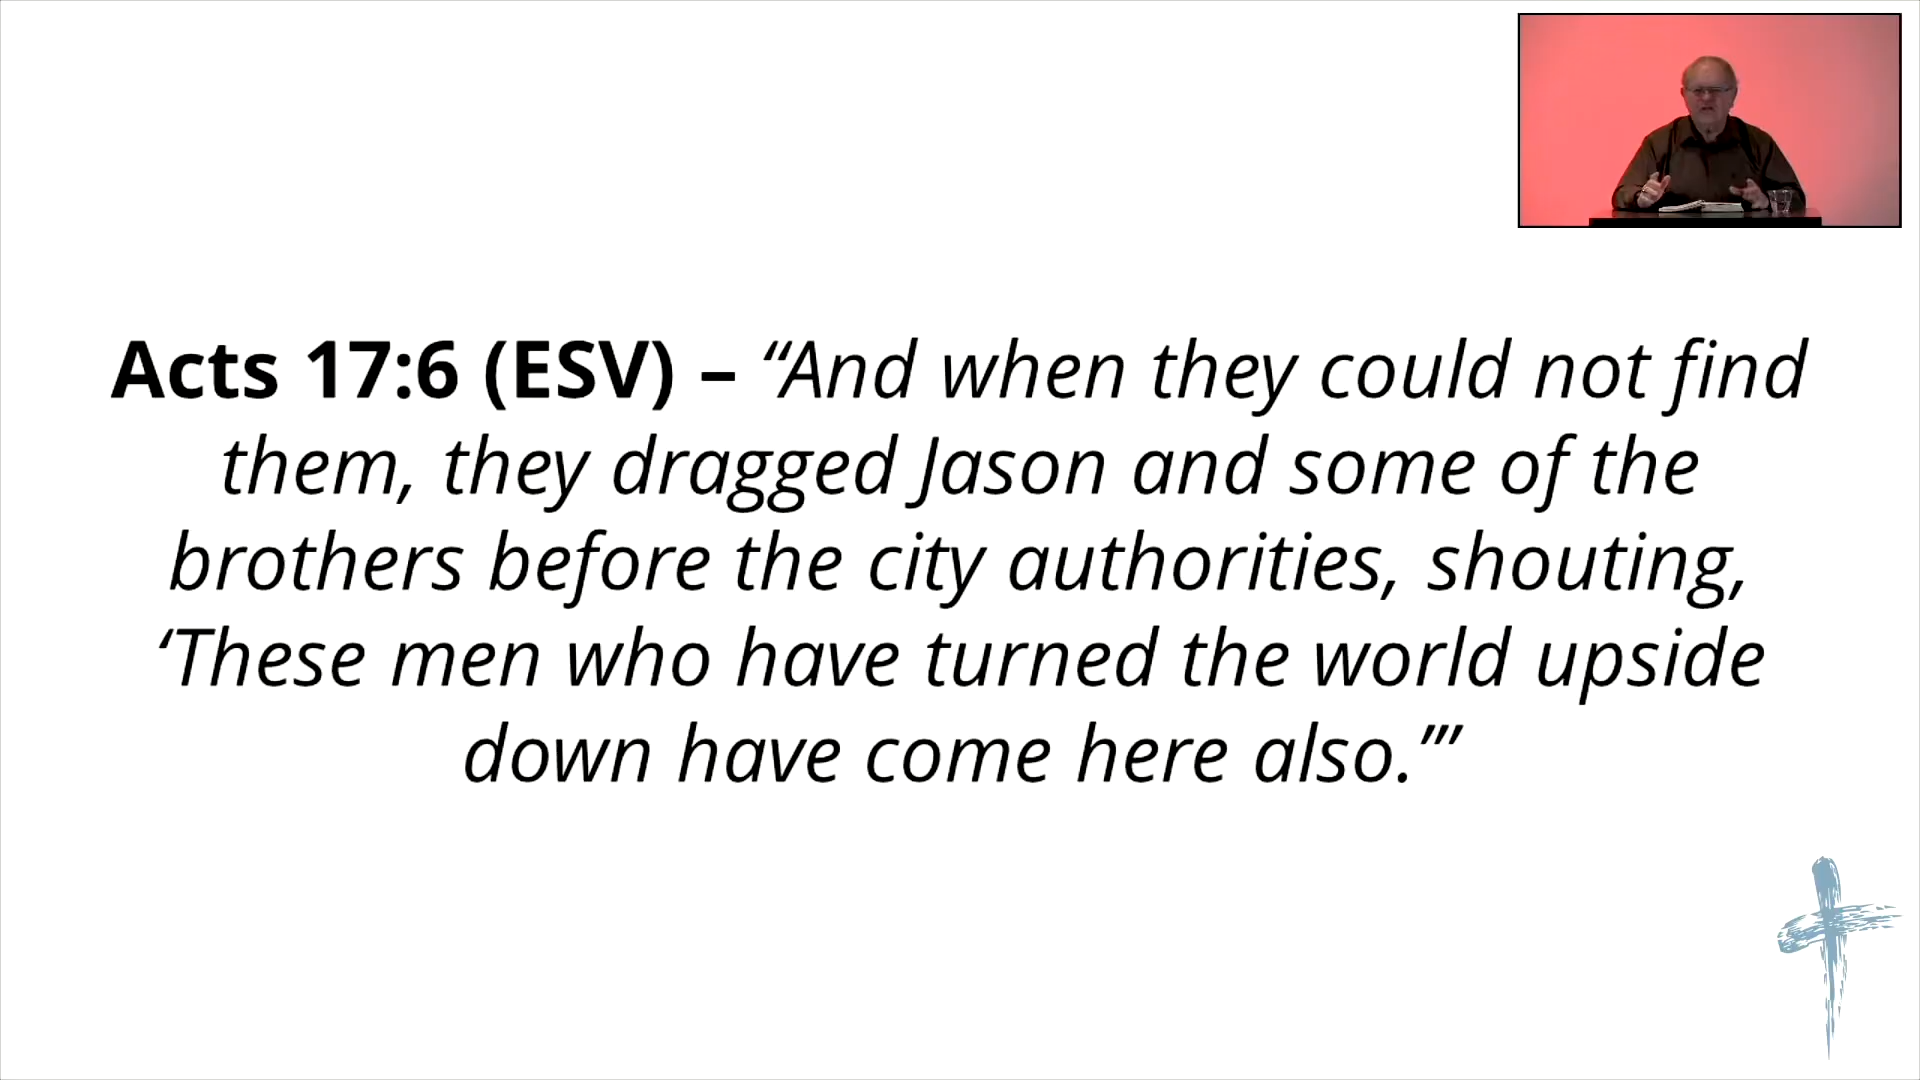 Acts 17:6 (ESV) – “And when they could not find
them, they dragged Jason and some of the
brothers before the city authorities, shouting,
‘These men who have turned the world upside
down have come here also.’”